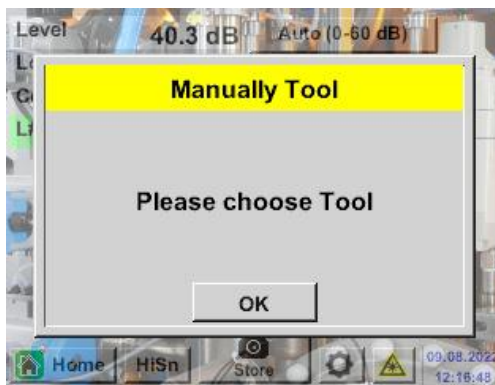 Level 40.3 dB Auto (0-60 dB)
Manually Tool
Please choose Tool
OK
Home HiSn Store 09.08.2022
12:16:48